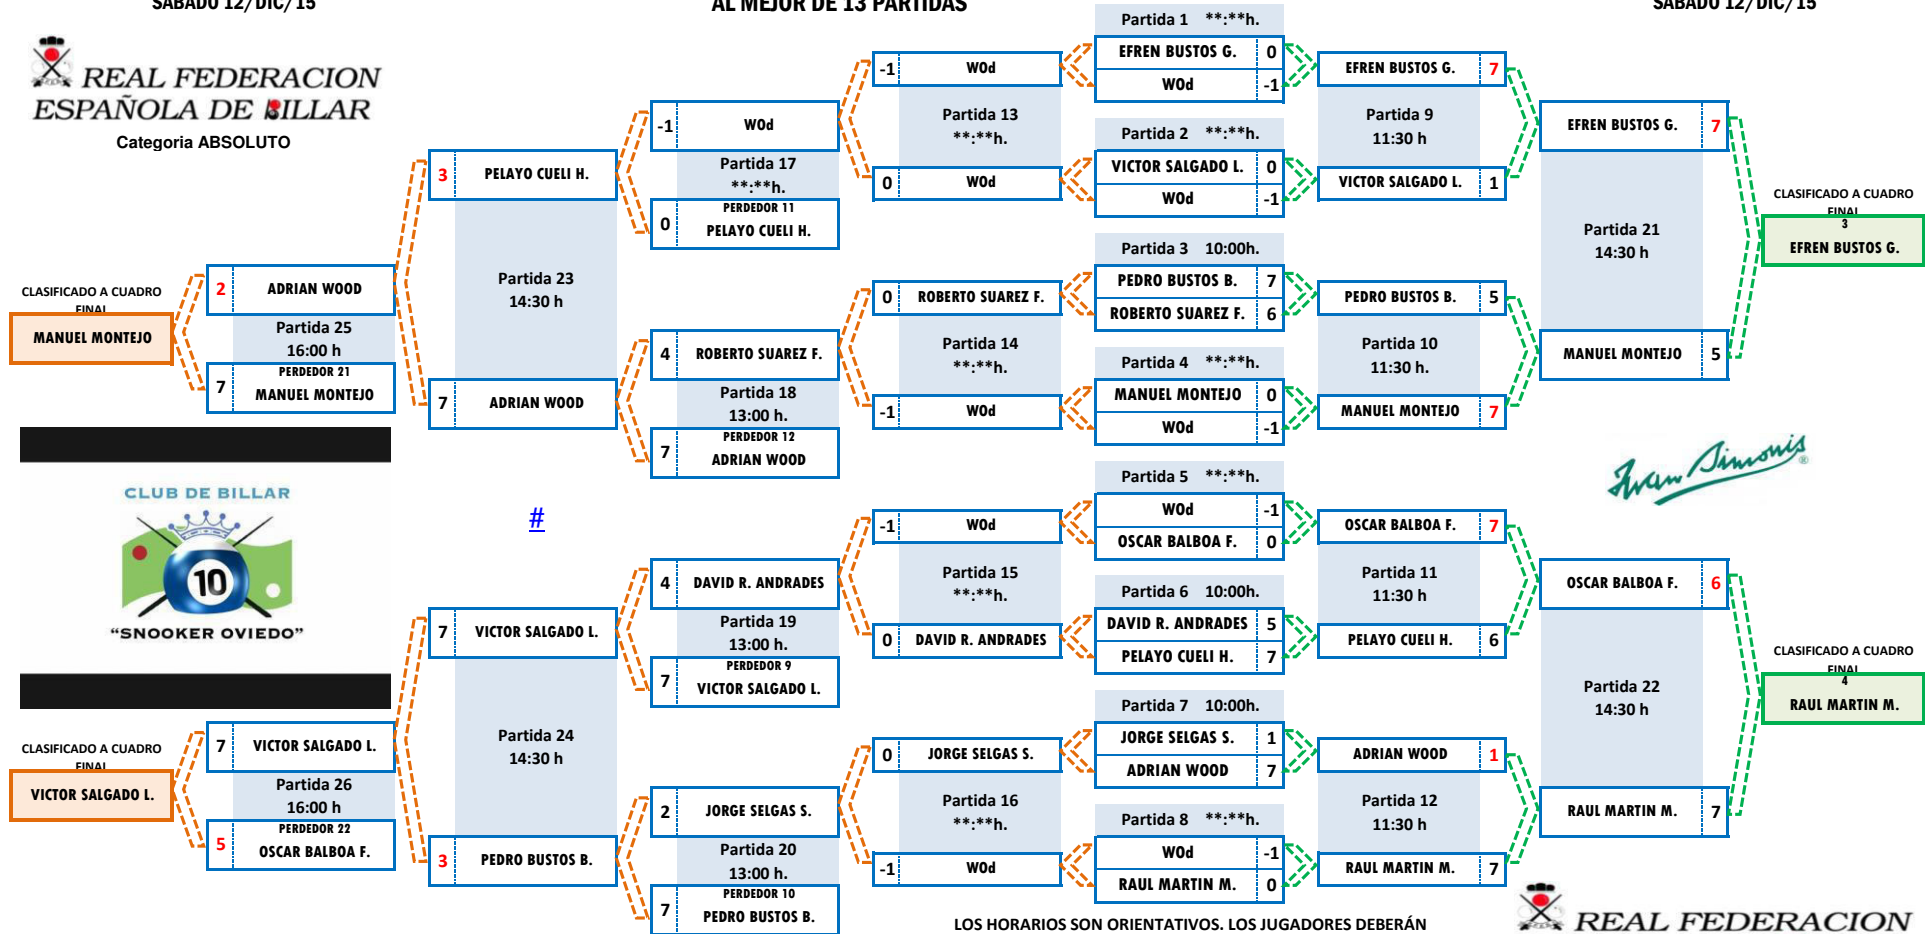 SABADO 12/DIC/15
AL MEJOR DE 13 PARTIDAS
SABADO 12/DIC/15
REAL FEDERACION
ESPAÑOLA DE BILLAR
Categoria ABSOLUTO
CLASIFICADO A CUADRO
FINAL
MANUEL MONTEJO
2 ADRIAN WOOD
Partida 25
16:00 h
PERDEDOR 21
7 MANUEL MONTEJO
CLUB DE BILLAR
10
“SNOOKER OVIEDO”
CLASIFICADO A CUADRO
FINAL
VICTOR SALGADO L.
7 VICTOR SALGADO L.
Partida 26
16:00 h
PERDEDOR 22
5 OSCAR BALBOA F.
3 PELAYO CUELI H.
Partida 23
14:30 h
7 ADRIAN WOOD
#
7 VICTOR SALGADO L.
Partida 24
14:30 h
3 PEDRO BUSTOS B.
-1 WOd
Partida 17
**:**h.
PERDEDOR 11
0 PELAYO CUELI H.
4 ROBERTO SUAREZ F.
Partida 18
13:00 h.
PERDEDOR 12
7 ADRIAN WOOD
4 DAVID R. ANDRADES
Partida 19
13:00 h.
PERDEDOR 9
7 VICTOR SALGADO L.
2 JORGE SELGAS S.
Partida 20
13:00 h.
PERDEDOR 10
7 PEDRO BUSTOS B.
-1 WOd
Partida 13
**:**h.
0 WOd
0 ROBERTO SUAREZ F.
Partida 14
**:**h.
-1 WOd
-1 WOd
Partida 15
**:**h.
0 DAVID R. ANDRADES
0 JORGE SELGAS S.
Partida 16
**:**h.
-1 WOd
Partida 1 **:**h.
EFREN BUSTOS G. 0
WOd -1
Partida 2 **:**h.
VICTOR SALGADO L. 0
WOd -1
Partida 3 10:00h.
PEDRO BUSTOS B. 7
ROBERTO SUAREZ F. 6
Partida 4 **:**h.
MANUEL MONTEJO 0
WOd -1
Partida 5 **:**h.
WOd -1
OSCAR BALBOA F. 0
Partida 6 10:00h.
DAVID R. ANDRADES 5
PELAYO CUELI H. 7
Partida 7 10:00h.
JORGE SELGAS S. 1
ADRIAN WOOD 7
Partida 8 **:**h.
WOd -1
RAUL MARTIN M. 0
EFREN BUSTOS G. 7
Partida 9
11:30 h
VICTOR SALGADO L. 1
PEDRO BUSTOS B. 5
Partida 10
11:30 h.
MANUEL MONTEJO 7
OSCAR BALBOA F. 7
Partida 11
11:30 h
PELAYO CUELI H. 6
ADRIAN WOOD 1
Partida 12
11:30 h
RAUL MARTIN M. 7
EFREN BUSTOS G. 7
Partida 21
14:30 h
MANUEL MONTEJO 5
Iwan Simonis ®
OSCAR BALBOA F. 6
Partida 22
14:30 h
RAUL MARTIN M. 7
CLASIFICADO A CUADRO
FINAL
3
EFREN BUSTOS G.
CLASIFICADO A CUADRO
FINAL
4
RAUL MARTIN M.
LOS HORARIOS SON ORIENTATIVOS. LOS JUGADORES DEBERÁN
REAL FEDERACION